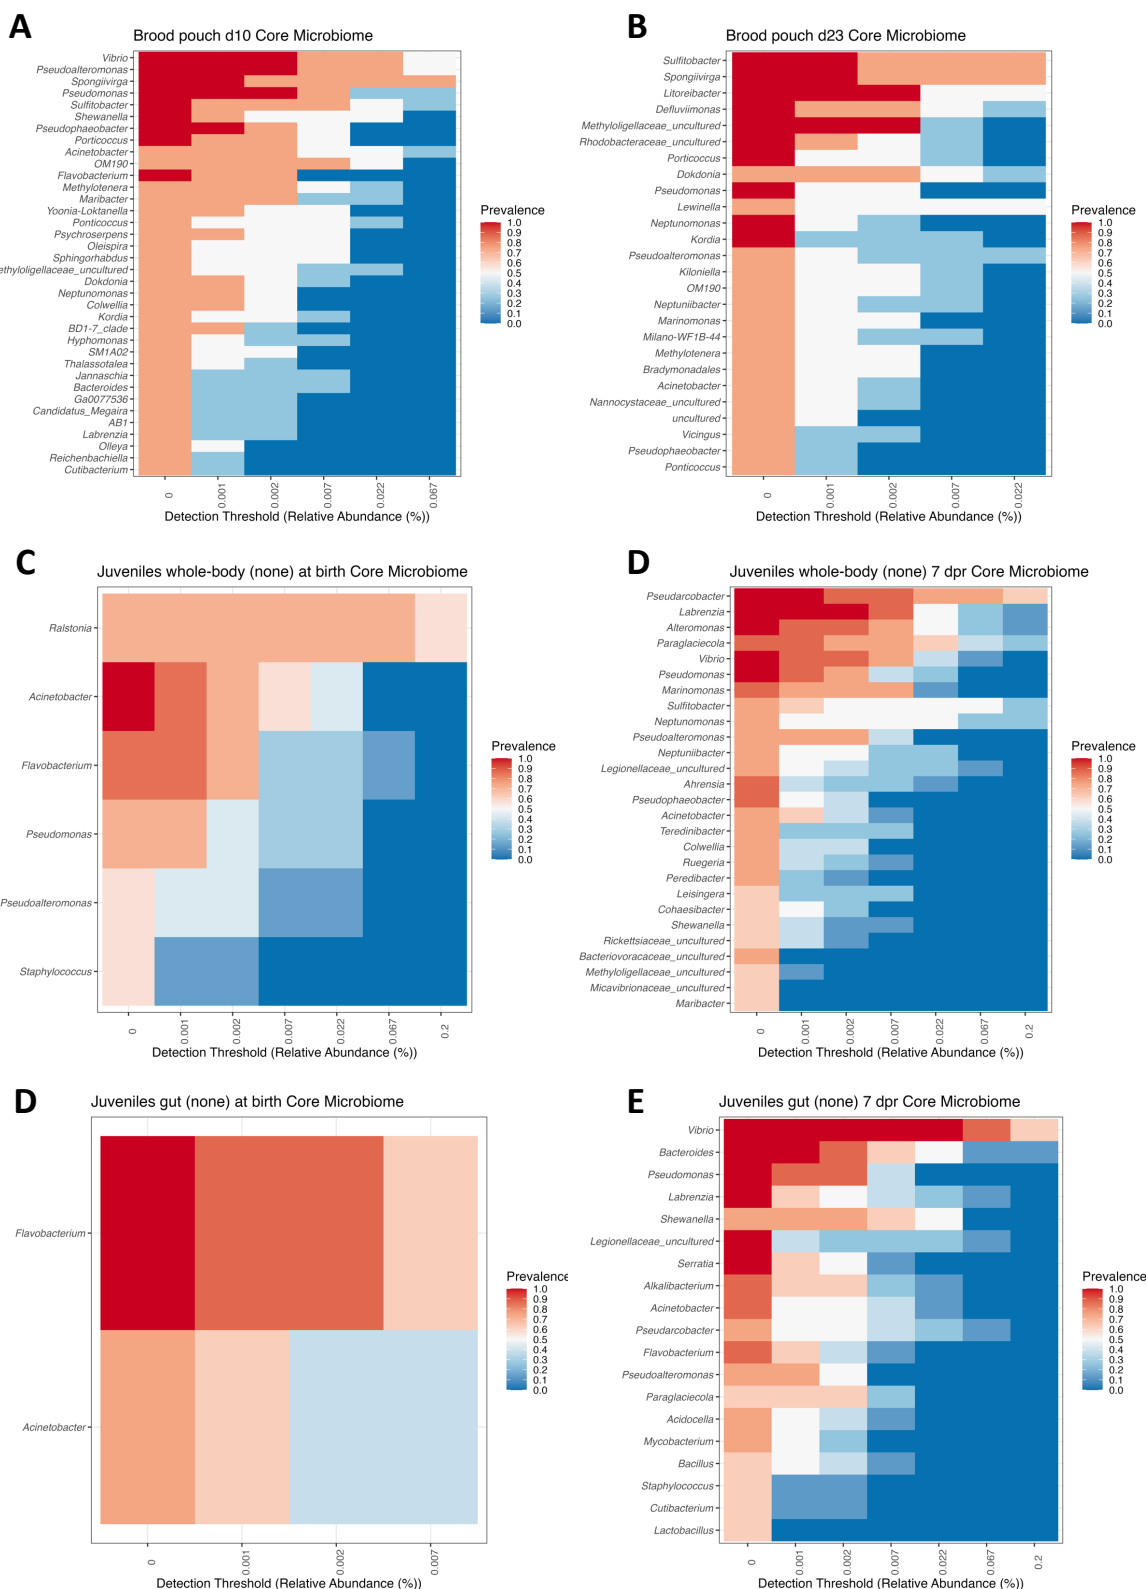 A
Brood pouch d10 Core Microbiome
Vibrio
Pseudoalteromonas
Spongiivirga
Pseudomonas
Sulfitobacter
Shewanella
Pseudophaeobacter
Porticoccus
Acinetobacter
OM190
Flavobacterium
Methylotenera
Maribacter
Yoonia-Loktanella
Ponticoccus
Psychroserpens
Oleispira
Sphingorhabdus
ethyloligellaceae_uncultured
Dokdonia
Neptunomonas
Colwellia
Kordia
BD1-7_clade
Hyphomonas
SM1A02
Thalassotalea
Jannaschia
Bacteroides
Ga0077536
Candidatus_Megaira
AB1
Labrenzia
Olleya
Reichenbachiella
Cutibacterium
0
0.001
0.002
0.007
0.022
0.067
Detection Threshold (Relative Abundance (%))
Prevalence
1.0
0.9
0.8
0.7
0.6
0.5
0.4
0.3
0.2
0.1
0.0
B
Brood pouch d23 Core Microbiome
Sulfitobacter
Spongiivirga
Litoreibacter
Defluviimonas
Methyloligellaceae_uncultured
Rhodobacteraceae_uncultured
Porticoccus
Dokdonia
Pseudomonas
Lewinella
Neptunomonas
Kordia
Pseudoalteromonas
Kiloniella
OM190
Neptuniibacter
Marinomonas
Milano-WF1B-44
Methylotenera
Bradymonadales
Acinetobacter
Nannocystaceae_uncultured
uncultured
Vicingus
Pseudophaeobacter
Ponticoccus
0
0.001
0.002
0.007
0.022
Detection Threshold (Relative Abundance (%))
Prevalence
1.0
0.9
0.8
0.7
0.6
0.5
0.4
0.3
0.2
0.1
0.0
C
Juveniles whole-body (none) at birth Core Microbiome
Ralstonia
Acinetobacter
Flavobacterium
Pseudomonas
Pseudoalteromonas
Staphylococcus
0
0.001
0.002
0.007
0.022
0.067
0.2
Detection Threshold (Relative Abundance (%))
Prevalence
1.0
0.9
0.8
0.7
0.6
0.5
0.4
0.3
0.2
0.1
0.0
D
Juveniles whole-body (none) 7 dpr Core Microbiome
Pseudarcobacter
Labrenzia
Alteromonas
Paraglaciecola
Vibrio
Pseudomonas
Marinomonas
Sulfitobacter
Neptunomonas
Pseudoalteromonas
Neptuniibacter
Legionellaceae_uncultured
Ahrensia
Pseudophaeobacter
Acinetobacter
Teredinibacter
Colwellia
Ruegeria
Peredibacter
Leisingera
Cohaesibacter
Shewanella
Rickettsiaceae_uncultured
Bacteriovoracaceae_uncultured
Methyloligellaceae_uncultured
Micavibrionaceae_uncultured
Maribacter
0
0.001
0.002
0.007
0.022
0.067
0.2
Detection Threshold (Relative Abundance (%))
Prevalence
1.0
0.9
0.8
0.7
0.6
0.5
0.4
0.3
0.2
0.1
0.0
D
Juveniles gut (none) at birth Core Microbiome
Flavobacterium
Acinetobacter
0
0.001
0.002
0.007
Detection Threshold (Relative Abundance (%))
Prevalence
1.0
0.9
0.8
0.7
0.6
0.5
0.4
0.3
0.2
0.1
0.0
E
Juveniles gut (none) 7 dpr Core Microbiome
Vibrio
Bacteroides
Pseudomonas
Labrenzia
Shewanella
Legionellaceae_uncultured
Serratia
Alkalibacterium
Acinetobacter
Pseudarcobacter
Flavobacterium
Pseudoalteromonas
Paraglaciecola
Acidocella
Mycobacterium
Bacillus
Staphylococcus
Cutibacterium
Lactobacillus
0
0.001
0.002
0.007
0.022
0.067
0.2
Detection Threshold (Relative Abundance (%))
Prevalence
1.0
0.9
0.8
0.7
0.6
0.5
0.4
0.3
0.2
0.1
0.0